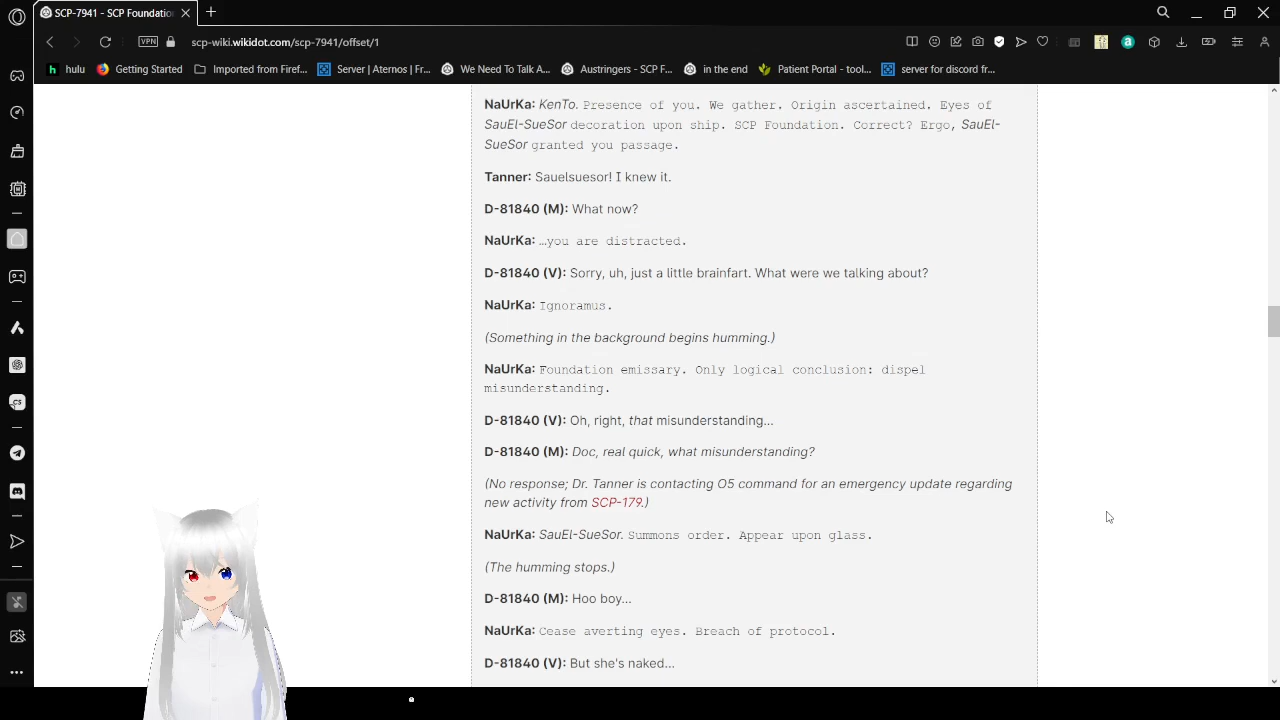 SCP-7941 - SCP Foundatio
VPN
scp-wiki.wikidot.com/scp-7941/offset/1
hulu
Getting Started
Imported from Firef...
Server | Aternos | Fr...
We Need To Talk A...
Austringers - SCP F...
in the end
Patient Portal - tool...
server for discord fr...
NaUrKa: KenTo. Presence of you. We gather. Origin ascertained. Eyes of
SauEl-SueSor decoration upon ship. SCP Foundation. Correct? Ergo, SauEl-
SueSor granted you passage.
Tanner: Sauelsuesor! I knew it.
D-81840 (M): What now?
NaUrKa: …you are distracted.
D-81840 (V): Sorry, uh, just a little brainfart. What were we talking about?
NaUrKa: Ignoramus.
(Something in the background begins humming.)
NaUrKa: Foundation emissary. Only logical conclusion: dispel
misunderstanding.
D-81840 (V): Oh, right, that misunderstanding…
D-81840 (M): Doc, real quick, what misunderstanding?
(No response; Dr. Tanner is contacting O5 command for an emergency update regarding
new activity from SCP-179.)
NaUrKa: SauEl-SueSor. Summons order. Appear upon glass.
(The humming stops.)
D-81840 (M): Hoo boy…
NaUrKa: Cease averting eyes. Breach of protocol.
D-81840 (V): But she's naked…